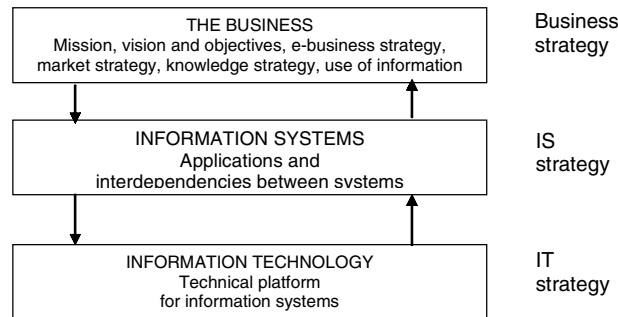 THE BUSINESS
Mission, vision and objectives, e-business strategy,
market strategy, knowledge strategy, use of information
Business
strategy
INFORMATION SYSTEMS
Applications and
interdependencies between systems
IS
strategy
INFORMATION TECHNOLOGY
Technical platform
for information systems
IT
strategy